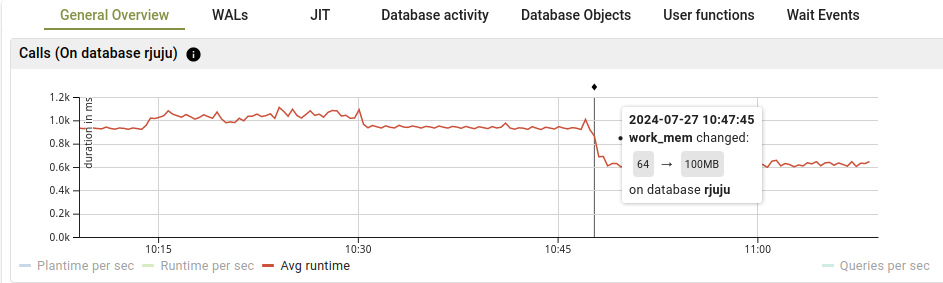 General Overview WALs JIT Database activity Database Objects User functions Wait Events
Calls (On database rjuju)
1.2k
1.0k
0.8k
0.6k
0.4k
0.2k
0.0k
duration in ms
2024-07-27 10:47:45
work_mem changed:
64 → 100MB
on database rjuju
10:15 10:30 10:45 11:00
Plantime per sec Runtime per sec Avg runtime Queries per sec